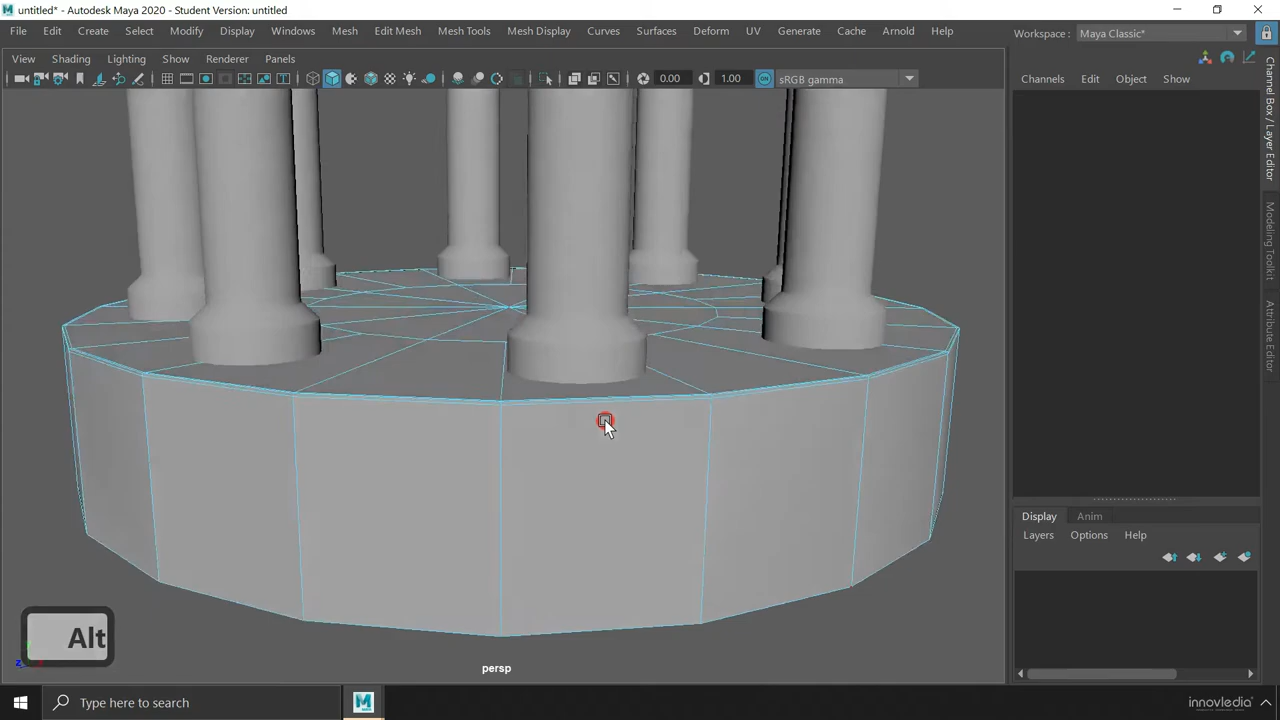 untitled* - Autodesk Maya 2020 - Student Version: untitled
File Edit Create Select Modify Display Windows Mesh Edit Mesh Mesh Tools Mesh Display Curves Surfaces Deform UV Generate Cache Arnold Help
Workspace : Maya Classic*
View Shading Lighting Show Renderer Panels
0.00 1.00 ON sRGB gamma
Channels Edit Object Show
Channel Box / Layer Editor
Modeling Toolkit
Attribute Editor
Display Anim
Layers Options Help
Alt
persp
Type here to search
innovledia